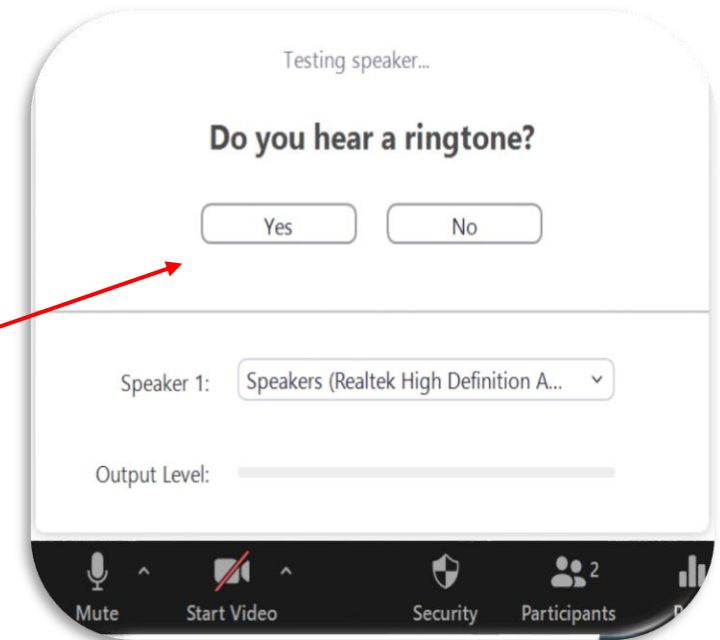 Testing speaker...
Do you hear a ringtone?
Yes No
Speaker 1: Speakers (Realtek High Definition A...
Output Level:
2
Mute Start Video Security Participants